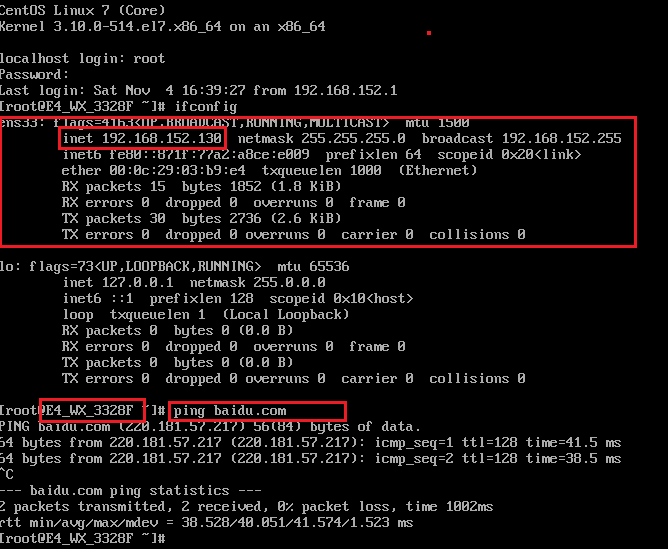 CentOS Linux 7 (Core)
Kernel 3.10.0-514.el7.x86_64 on an x86_64
localhost login: root
Password:
Last login: Sat Nov  4 16:39:27 from 192.168.152.1
[root@E4_WX_3328F ~]# ifconfig
ens33: flags=4163<UP,BROADCAST,RUNNING,MULTICAST>  mtu 1500
inet 192.168.152.130  netmask 255.255.255.0  broadcast 192.168.152.255
inet6 fe80::871f:77a2:a8ce:e009  prefixlen 64  scopeid 0x20<link>
ether 00:0c:29:03:b9:e4  txqueuelen 1000  (Ethernet)
RX packets 15  bytes 1852 (1.8 KiB)
RX errors 0  dropped 0  overruns 0  frame 0
TX packets 30  bytes 2736 (2.6 KiB)
TX errors 0  dropped 0 overruns 0  carrier 0  collisions 0
lo: flags=73<UP,LOOPBACK,RUNNING>  mtu 65536
inet 127.0.0.1  netmask 255.0.0.0
inet6 ::1  prefixlen 128  scopeid 0x10<host>
loop  txqueuelen 1  (Local Loopback)
RX packets 0  bytes 0 (0.0 B)
RX errors 0  dropped 0  overruns 0  frame 0
TX packets 0  bytes 0 (0.0 B)
TX errors 0  dropped 0 overruns 0  carrier 0  collisions 0
[root@E4_WX_3328F ~]# ping baidu.com
PING baidu.com (220.181.57.217) 56(84) bytes of data.
64 bytes from 220.181.57.217 (220.181.57.217): icmp_seq=1 ttl=128 time=41.5 ms
64 bytes from 220.181.57.217 (220.181.57.217): icmp_seq=2 ttl=128 time=38.5 ms
^C
--- baidu.com ping statistics ---
2 packets transmitted, 2 received, 0% packet loss, time 1002ms
rtt min/avg/max/mdev = 38.528/40.051/41.574/1.523 ms
[root@E4_WX_3328F ~]#